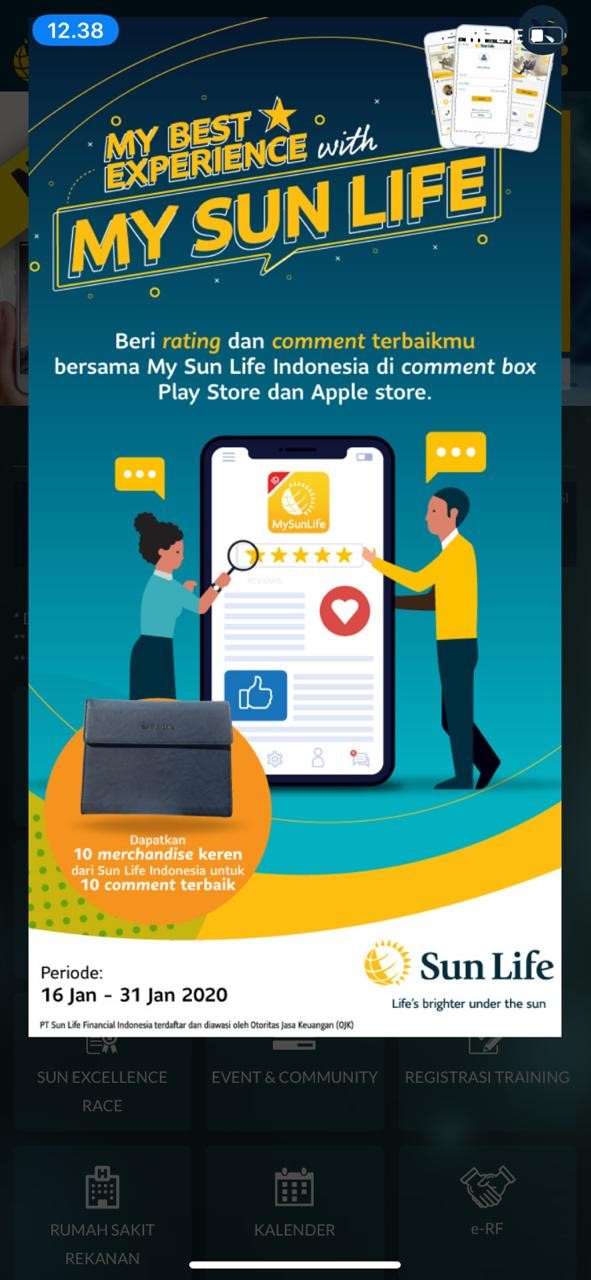 12.38
MY BEST
EXPERIENCE with
MY SUN LIFE
Beri rating dan comment terbaikmu
bersama My Sun Life Indonesia di comment box
Play Store dan Apple store.
ID
MySunLife
REVIEWS
Dapatkan
10 merchandise keren
dari Sun Life Indonesia untuk
10 comment terbaik
Periode:
16 Jan - 31 Jan 2020
Sun Life
Life's brighter under the sun
PT Sun Life Financial Indonesia terdaftar dan diawasi oleh Otoritas Jasa Keuangan (OJK)
SUN EXCELLENCE
RACE
EVENT & COMMUNITY
REGISTRASI TRAINING
RUMAH SAKIT
REKANAN
KALENDER
e-RF